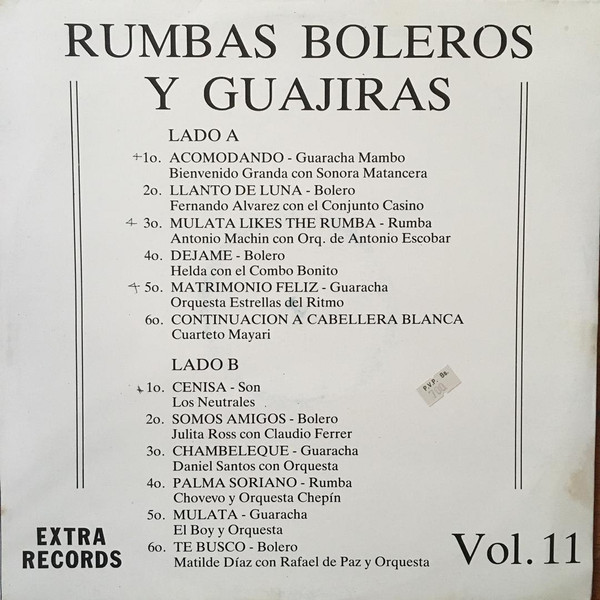 RUMBAS BOLEROS
Y GUAJIRAS
LADO A
+1o. ACOMODANDO - Guaracha Mambo
Bienvenido Granda con Sonora Matancera
2o. LLANTO DE LUNA - Bolero
Fernando Alvarez con el Conjunto Casino
+ 3o. MULATA LIKES THE RUMBA - Rumba
Antonio Machin con Orq. de Antonio Escobar
4o. DEJAME - Bolero
Helda con el Combo Bonito
+ 5o. MATRIMONIO FELIZ - Guaracha
Orquesta Estrellas del Ritmo
6o. CONTINUACION A CABELLERA BLANCA
Cuarteto Mayari
LADO B
+1o. CENISA - Son
Los Neutrales
2o. SOMOS AMIGOS - Bolero
Julita Ross con Claudio Ferrer
3o. CHAMBELEQUE - Guaracha
Daniel Santos con Orquesta
4o. PALMA SORIANO - Rumba
Chovevo y Orquesta Chepín
5o. MULATA - Guaracha
El Boy y Orquesta
6o. TE BUSCO - Bolero
Matilde Díaz con Rafael de Paz y Orquesta
P.V.P. Bs.
EXTRA
RECORDS
Vol. 11